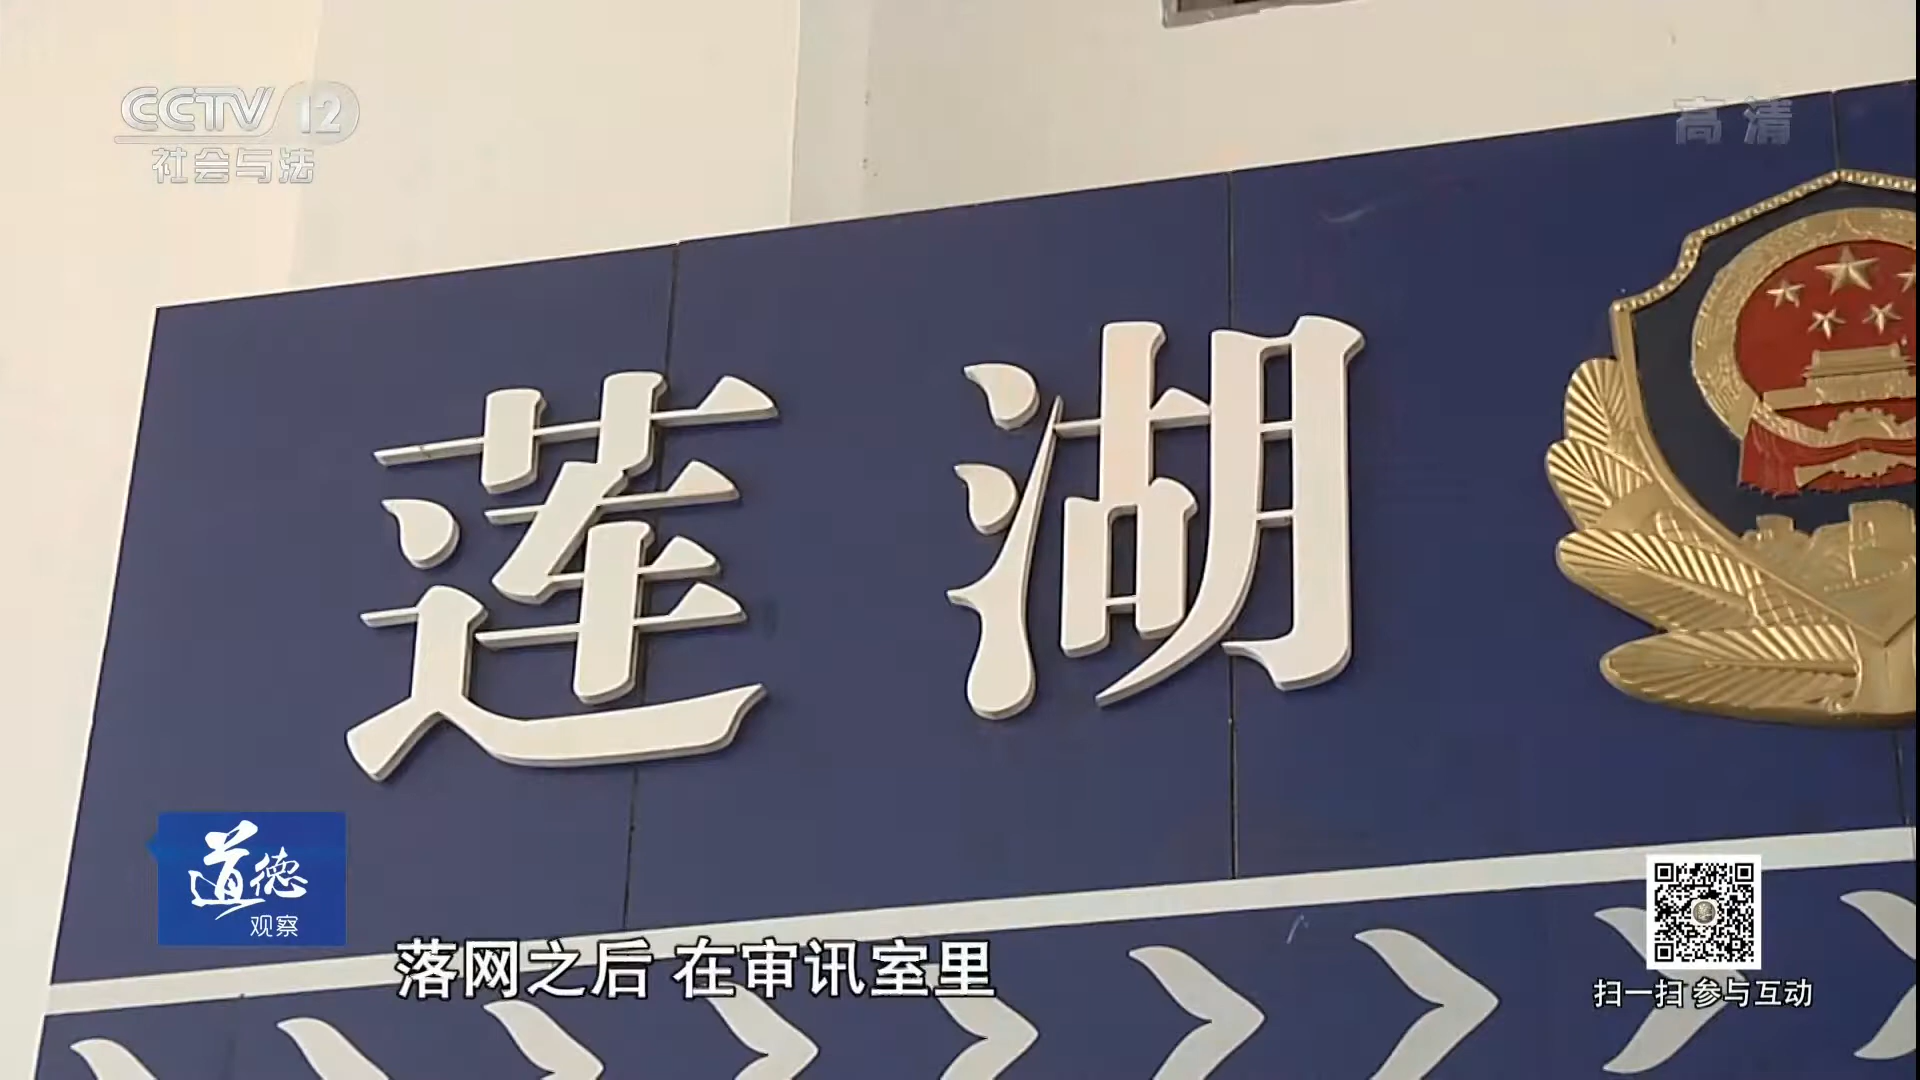 CCTV 12
社会与法
高清
莲湖
道德
观察
落网之后 在审讯室里
扫一扫 参与互动